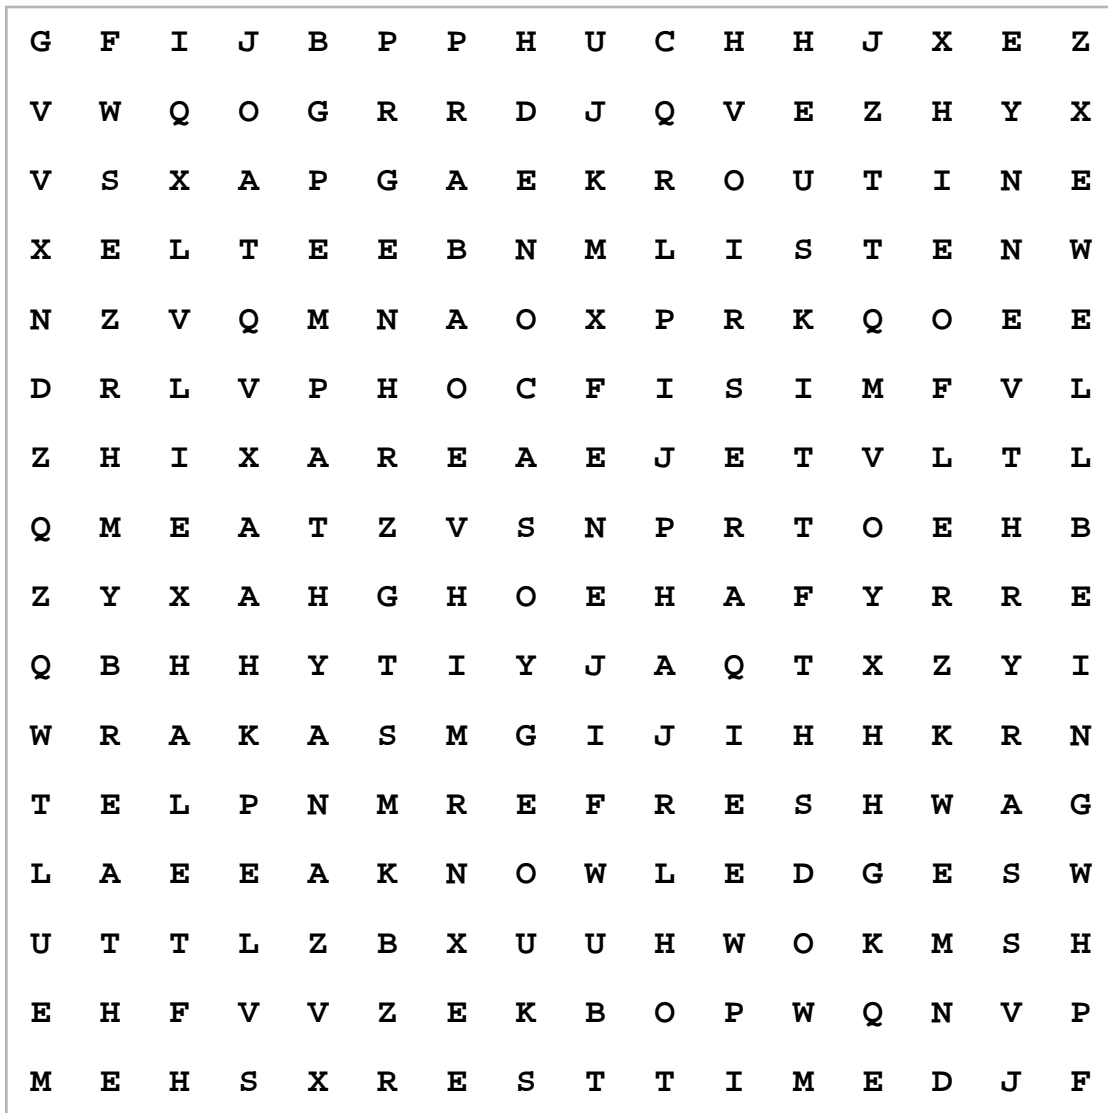 G F I J B P P H U C H H J X E Z
V W Q O G R R D J Q V E Z H Y X
V S X A P G A E K R O U T I N E
X E L T E E B N M L I S T E N W
N Z V Q M N A O X P R K Q O E E
D R L V P H O C F I S I M F V L
Z H I X A R E A E J E T V L T L
Q M E A T Z V S N P R T O E H B
Z Y X A H G H O E H A F Y R R E
Q B H H Y T I Y J A Q T X Z Y I
W R A K A S M G I J I H H K R N
T E L P N M R E F R E S H W A G
L A E E A K N O W L E D G E S W
U T T L Z B X U U H W O K M S H
E H F V V Z E K B O P W Q N V P
M E H S X R E S T T I M E D J F